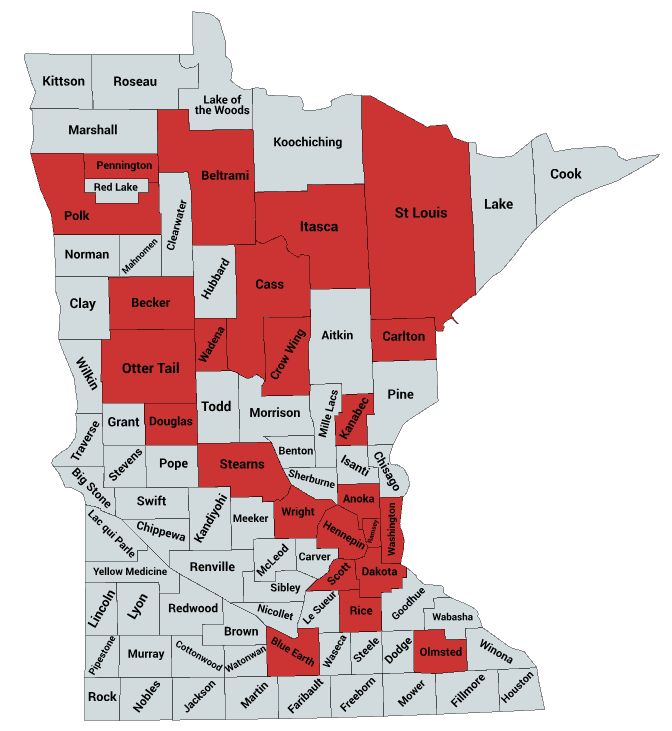 Kittson
Roseau
Lake of
the Woods
Marshall
Koochiching
Pennington
Red Lake
Beltrami
Cook
Polk
Clearwater
Itasca
St Louis
Lake
Norman
Mahnomen
Hubbard
Cass
Clay
Becker
Wadena
Crow Wing
Aitkin
Carlton
Wilkin
Otter Tail
Todd
Morrison
Mille Lacs
Kanabec
Pine
Traverse
Grant
Douglas
Benton
Isanti
Chisago
Big Stone
Stevens
Pope
Stearns
Sherburne
Swift
Kandiyohi
Meeker
Wright
Anoka
Washington
Lac qui Parle
Chippewa
Hennepin
Ramsey
Yellow Medicine
Renville
McLeod
Carver
Scott
Dakota
Lincoln
Lyon
Redwood
Sibley
Nicollet
Le Sueur
Rice
Goodhue
Wabasha
Pipestone
Murray
Cottonwood
Brown
Watonwan
Blue Earth
Waseca
Steele
Dodge
Olmsted
Winona
Rock
Nobles
Jackson
Martin
Faribault
Freeborn
Mower
Fillmore
Houston